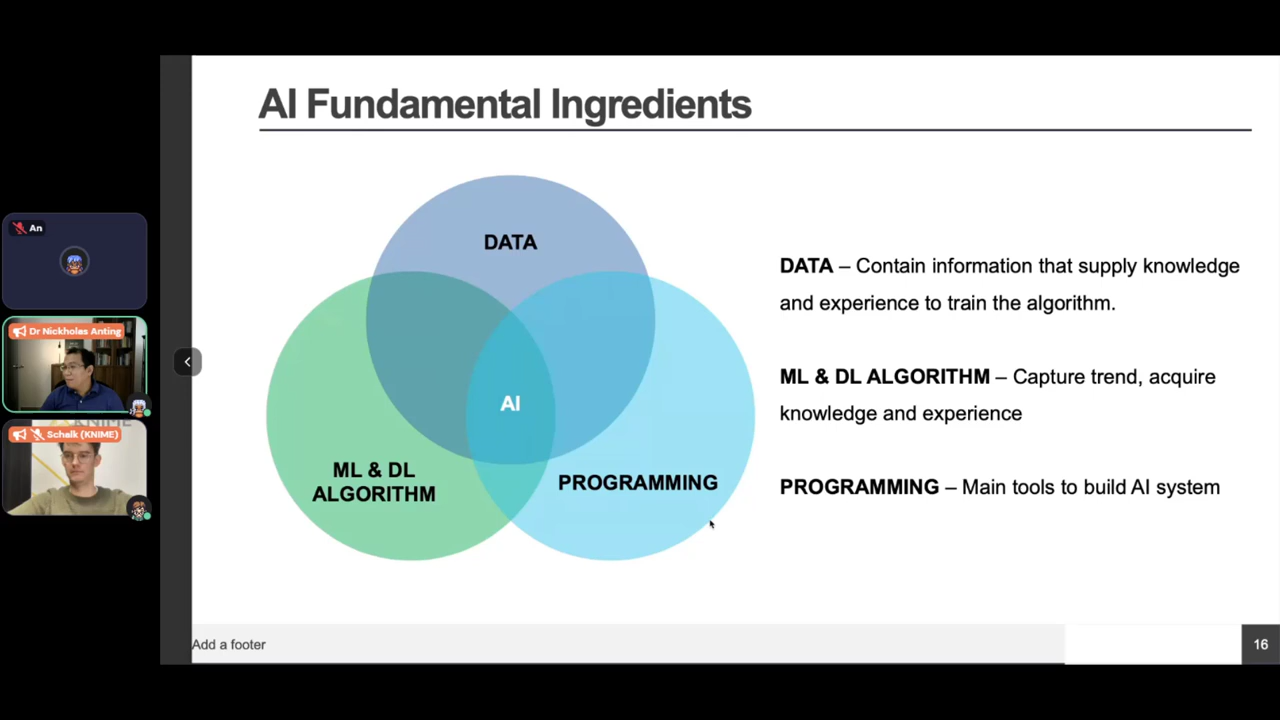 AI Fundamental Ingredients
An
Dr Nickholas Anting
KNIME
Schalk (KNIME)
DATA
AI
ML & DL
ALGORITHM
PROGRAMMING
DATA – Contain information that supply knowledge
and experience to train the algorithm.
ML & DL ALGORITHM – Capture trend, acquire
knowledge and experience
PROGRAMMING – Main tools to build AI system
Add a footer
16